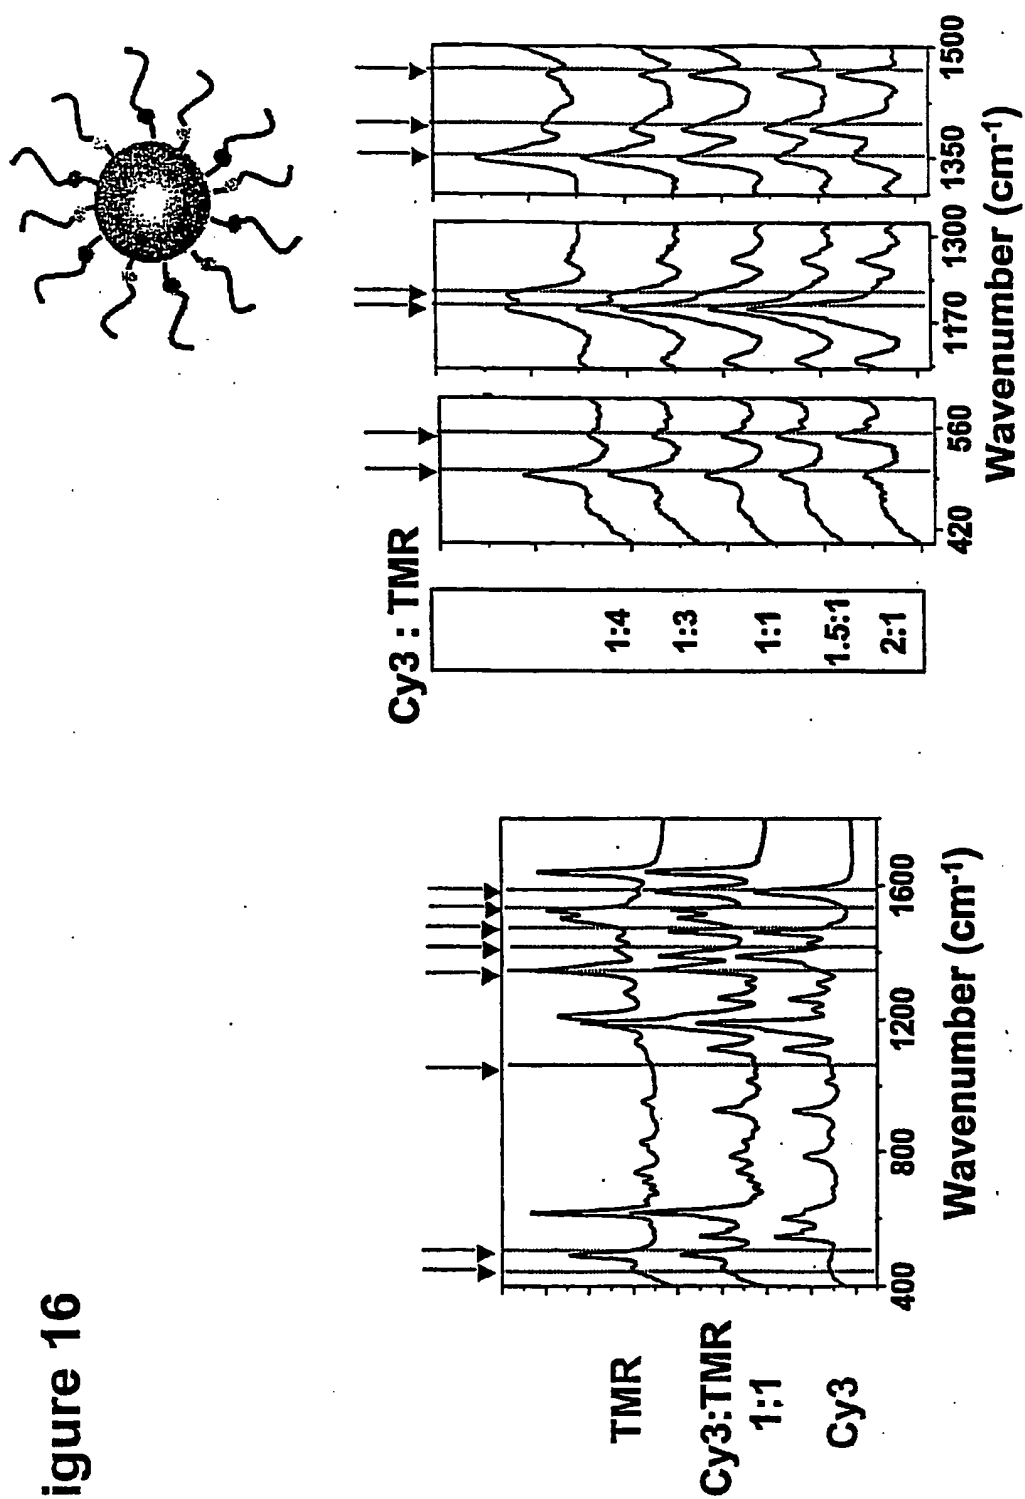 igure 16
TMR
Cy3:TMR
1:1
Cy3
400
800
1200
1600
Wavenumber (cm-1)
Cy3 : TMR
1:4
1:3
1:1
1.5:1
2:1
420
560
1170
1300
1350
1500
Wavenumber (cm-1)